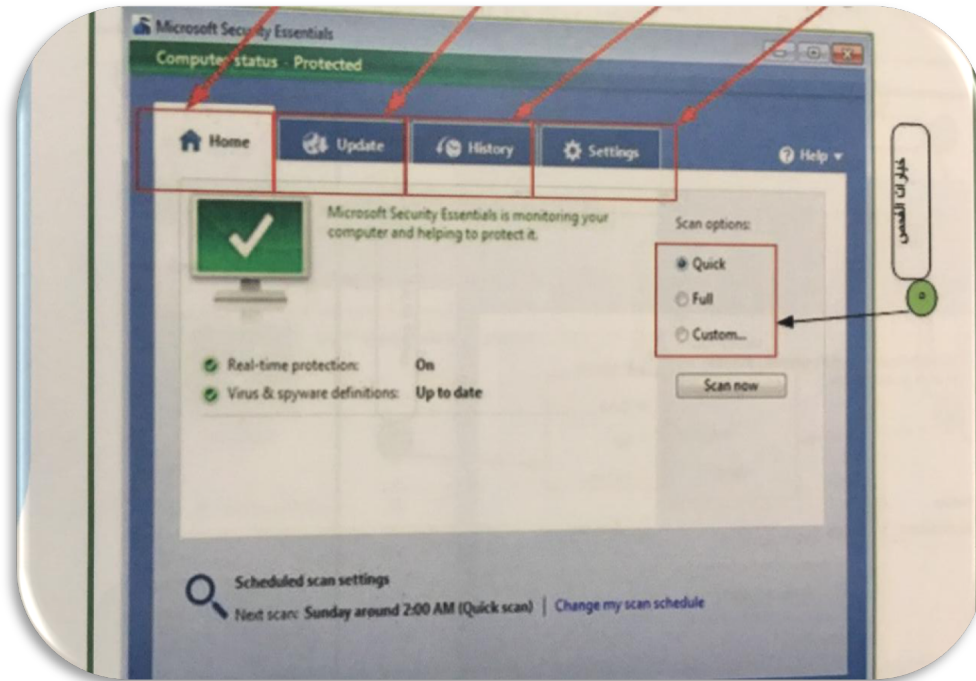 Microsoft Security Essentials
Computer status - Protected
Home
Update
History
Settings
Help
Microsoft Security Essentials is monitoring your
computer and helping to protect it.
Scan options:
Quick
Full
Custom...
Scan now
Real-time protection: On
Virus & spyware definitions: Up to date
خيارات الفحص
٥
Scheduled scan settings
Next scan: Sunday around 2:00 AM (Quick scan) | Change my scan schedule